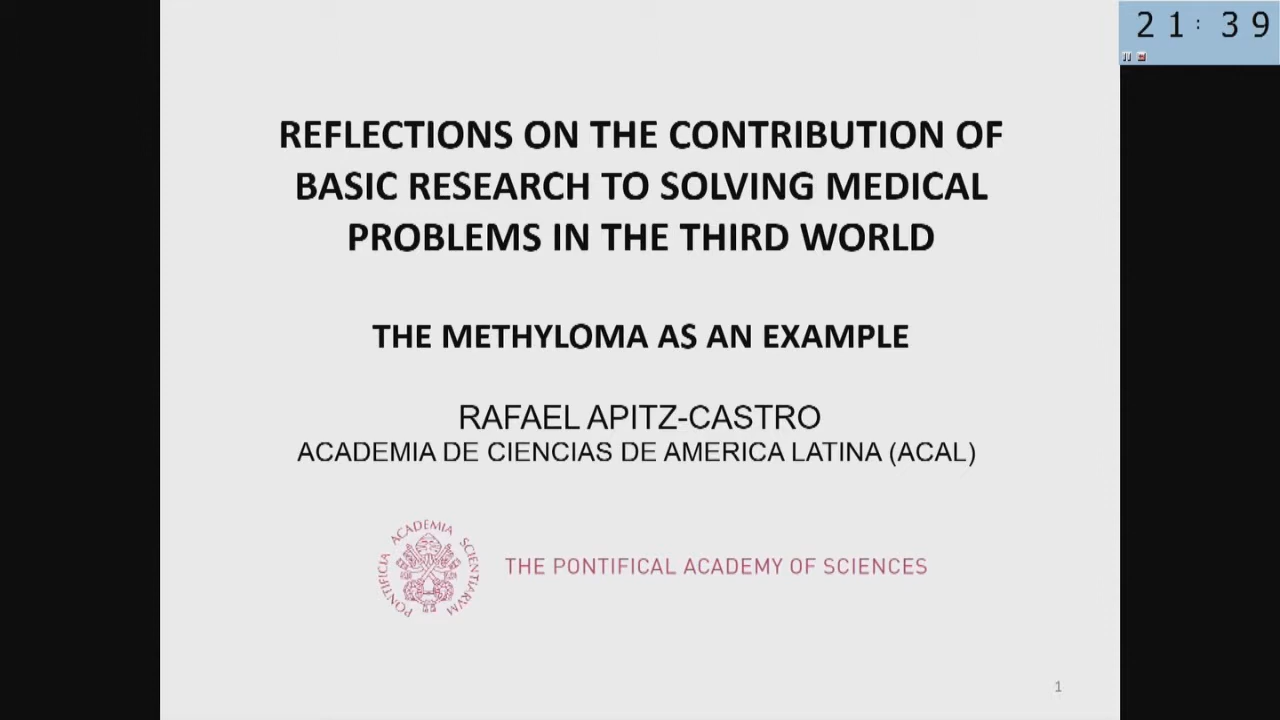 21:39
REFLECTIONS ON THE CONTRIBUTION OF
BASIC RESEARCH TO SOLVING MEDICAL
PROBLEMS IN THE THIRD WORLD
THE METHYLOMA AS AN EXAMPLE
RAFAEL APITZ-CASTRO
ACADEMIA DE CIENCIAS DE AMERICA LATINA (ACAL)
PONTIFICIA ACADEMIA SCIENTIARVM
THE PONTIFICAL ACADEMY OF SCIENCES
1